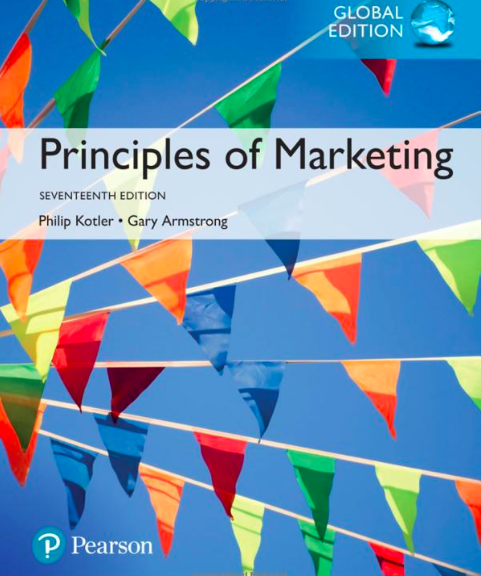 GLOBAL
EDITION
Principles of Marketing
SEVENTEENTH EDITION
Philip Kotler • Gary Armstrong
P Pearson